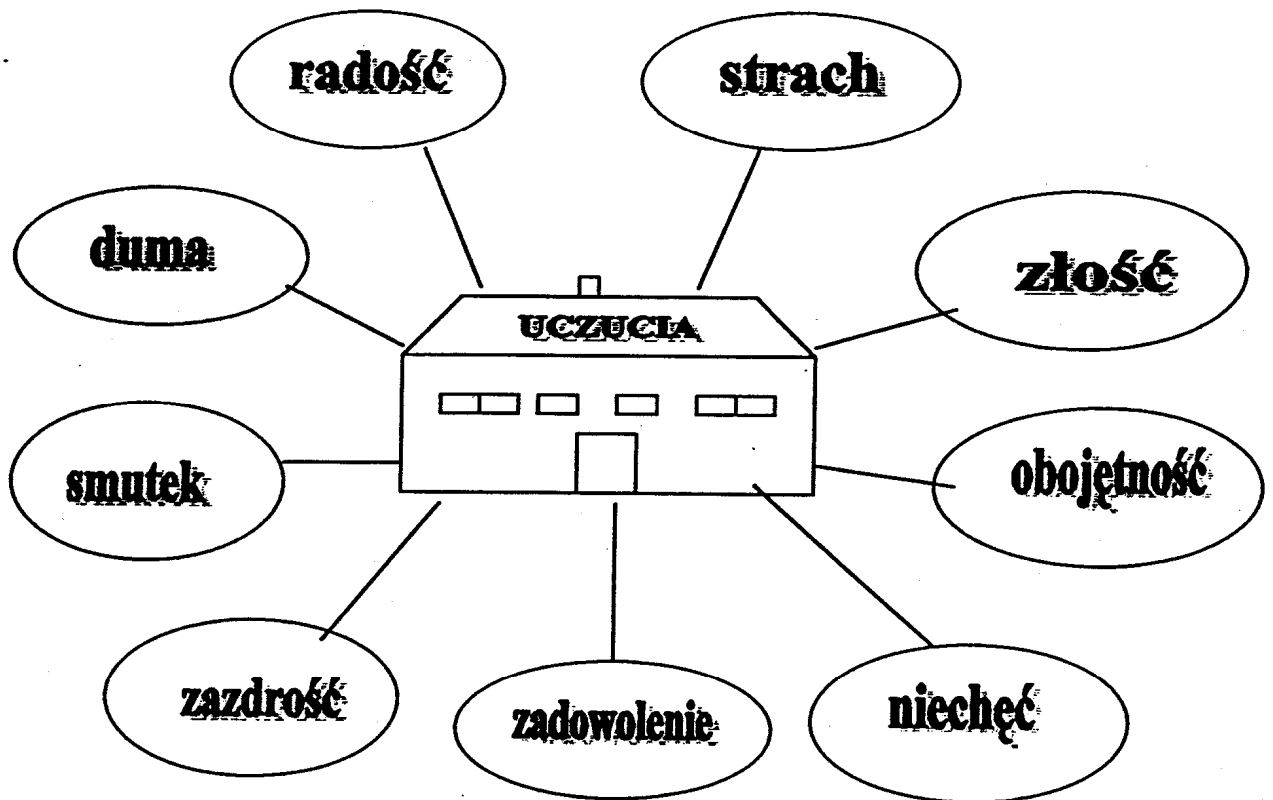 radość
strach
duma
złość
UCZUCIA
smutek
obojętność
zazdrość
zadowolenie
niechęć